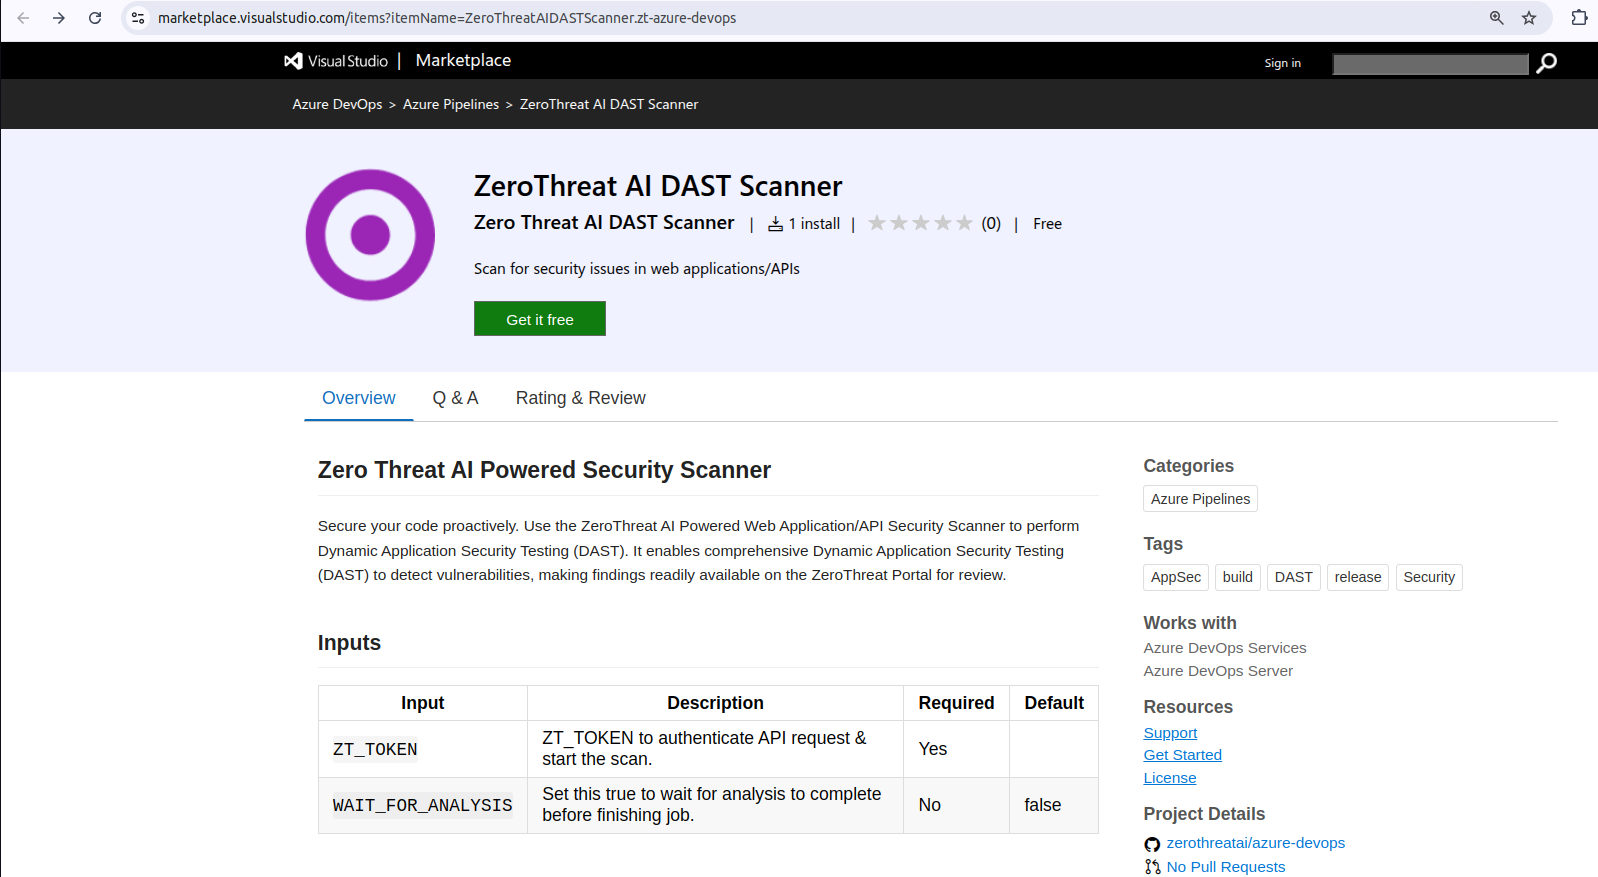 marketplace.visualstudio.com/items?itemName=ZeroThreatAIDASTScanner.zt-azure-devops
Visual Studio | Marketplace
Sign in
Azure DevOps > Azure Pipelines > ZeroThreat AI DAST Scanner
ZeroThreat AI DAST Scanner
Zero Threat AI DAST Scanner | 1 install | (0) | Free
Scan for security issues in web applications/APIs
Get it free
Overview Q & A Rating & Review
Zero Threat AI Powered Security Scanner
Secure your code proactively. Use the ZeroThreat AI Powered Web Application/API Security Scanner to perform
Dynamic Application Security Testing (DAST). It enables comprehensive Dynamic Application Security Testing
(DAST) to detect vulnerabilities, making findings readily available on the ZeroThreat Portal for review.
Inputs
Input Description Required Default
ZT_TOKEN ZT_TOKEN to authenticate API request &
start the scan. Yes
WAIT_FOR_ANALYSIS Set this true to wait for analysis to complete
before finishing job. No false
Categories
Azure Pipelines
Tags
AppSec build DAST release Security
Works with
Azure DevOps Services
Azure DevOps Server
Resources
Support
Get Started
License
Project Details
zerothreatai/azure-devops
No Pull Requests